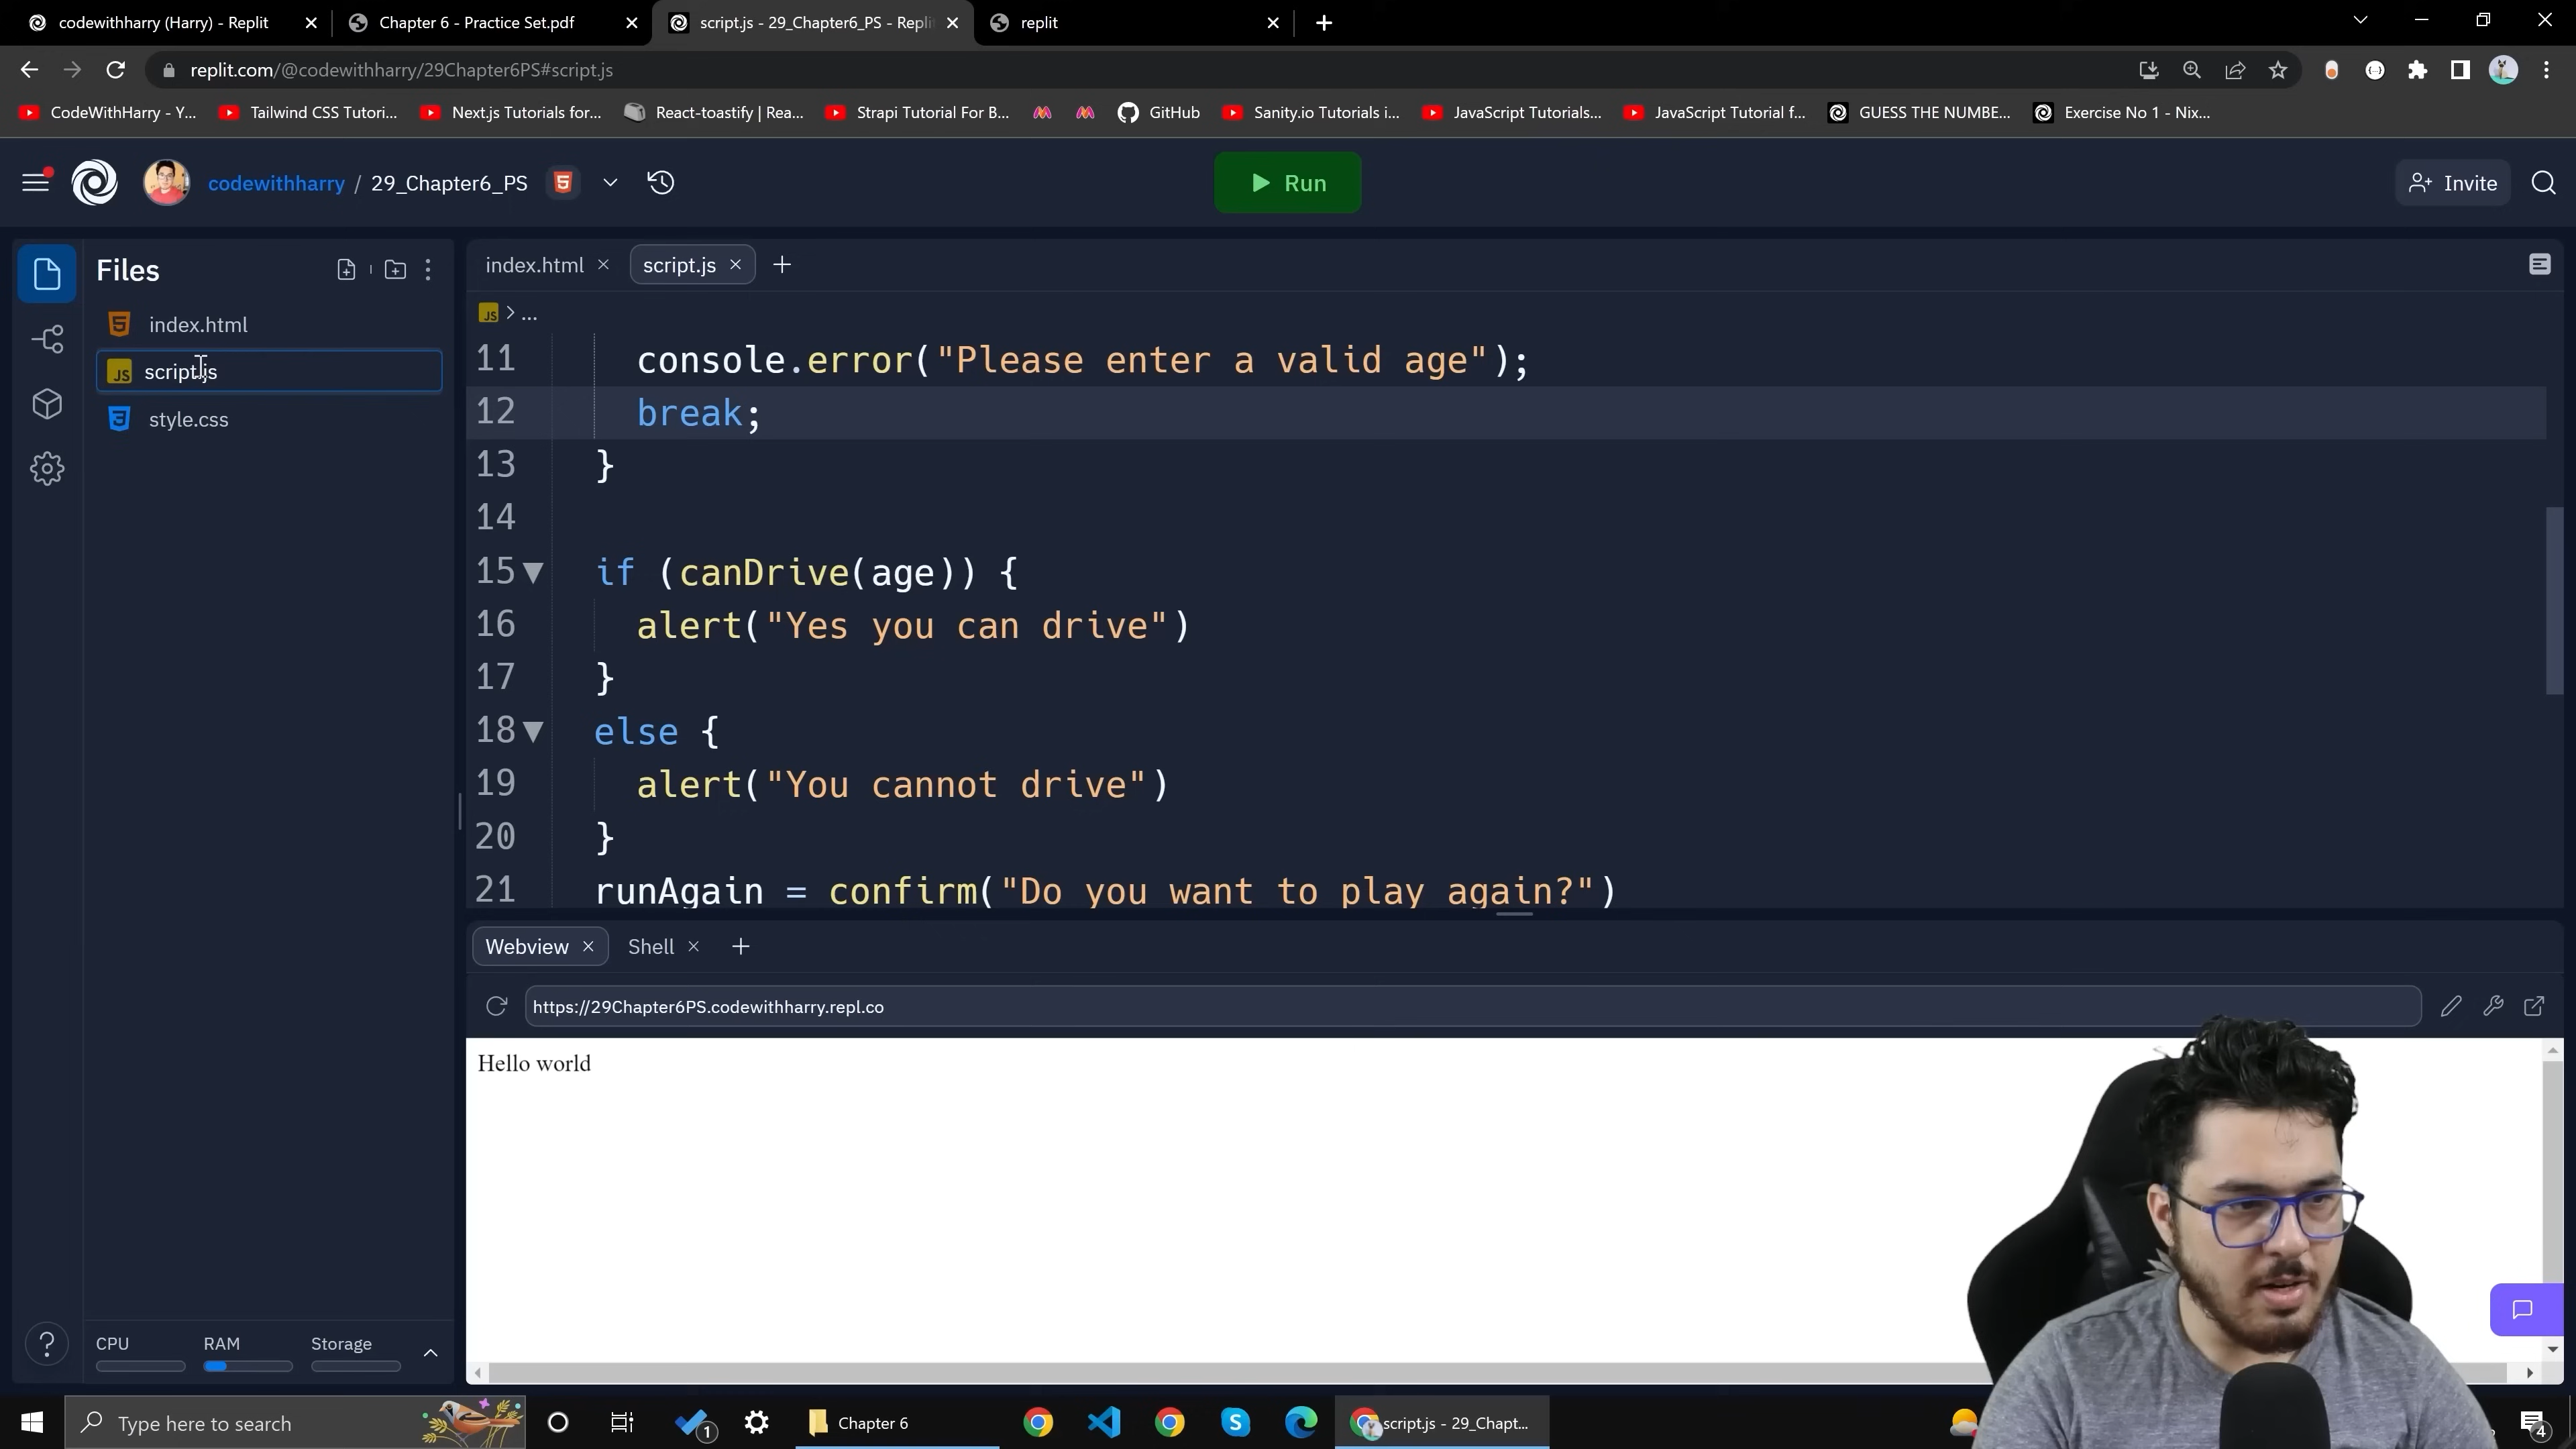 codewithharry (Harry) - Replit
Chapter 6 - Practice Set.pdf
script.js - 29_Chapter6_PS - Repli
replit
replit.com/@codewithharry/29Chapter6PS#script.js
CodeWithHarry - Y...
Tailwind CSS Tutori...
Next.js Tutorials for...
React-toastify | Rea...
Strapi Tutorial For B...
GitHub
Sanity.io Tutorials i...
JavaScript Tutorials...
JavaScript Tutorial f...
GUESS THE NUMBE...
Exercise No 1 - Nix...
codewithharry / 29_Chapter6_PS
Run
Invite
Files
index.html
script.js
style.css
index.html
script.js
JS > ...
11 console.error("Please enter a valid age");
12 break;
13 }
14
15 if (canDrive(age)) {
16 alert("Yes you can drive")
17 }
18 else {
19 alert("You cannot drive")
20 }
21 runAgain = confirm("Do you want to play again?")
Webview
Shell
https://29Chapter6PS.codewithharry.repl.co
Hello world
CPU
RAM
Storage
Type here to search
1
Chapter 6
script.js - 29_Chapt...
4